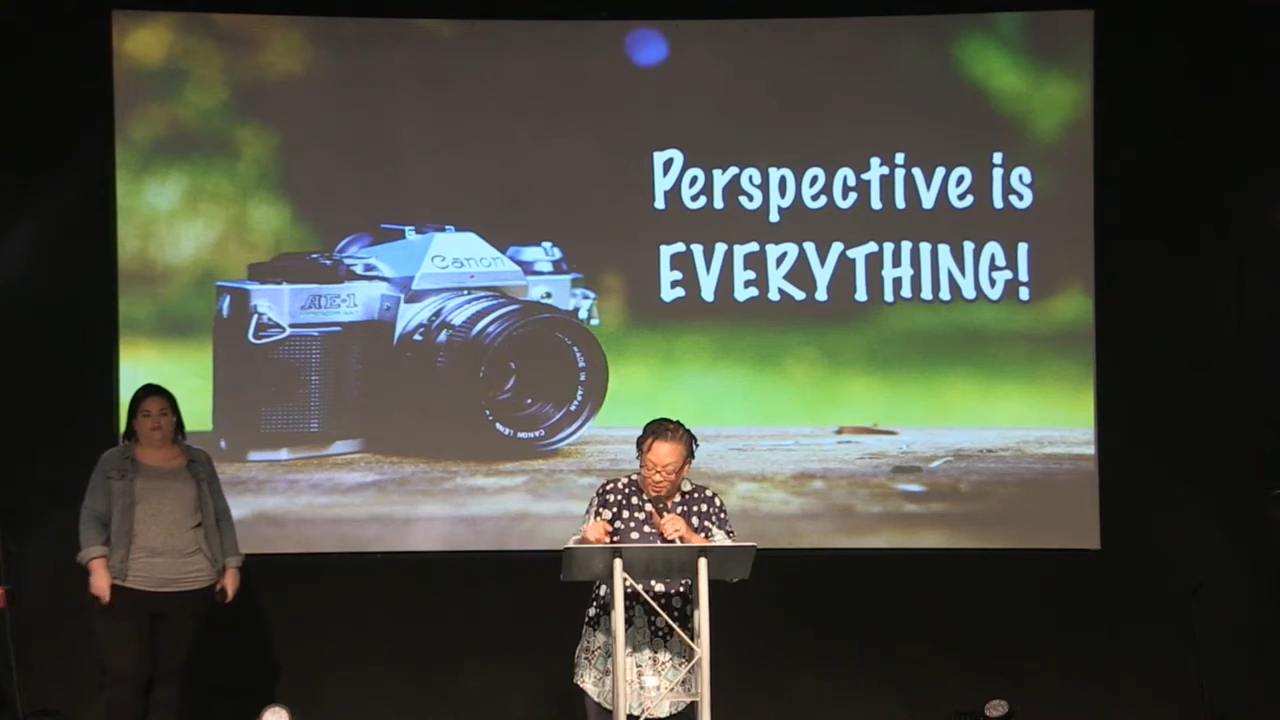 Perspective is
EVERYTHING!
Canon
AE-1
MADE IN JAPAN
CANON LENS